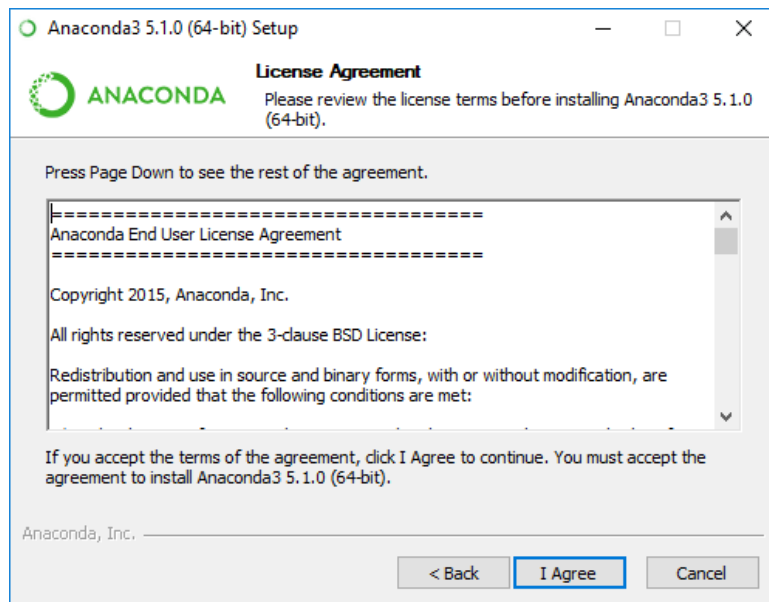 Anaconda3 5.1.0 (64-bit) Setup
ANACONDA
License Agreement
Please review the license terms before installing Anaconda3 5.1.0
(64-bit).
Press Page Down to see the rest of the agreement.
===================================
Anaconda End User License Agreement
===================================
Copyright 2015, Anaconda, Inc.
All rights reserved under the 3-clause BSD License:
Redistribution and use in source and binary forms, with or without modification, are
permitted provided that the following conditions are met:
If you accept the terms of the agreement, click I Agree to continue. You must accept the
agreement to install Anaconda3 5.1.0 (64-bit).
Anaconda, Inc.
< Back
I Agree
Cancel